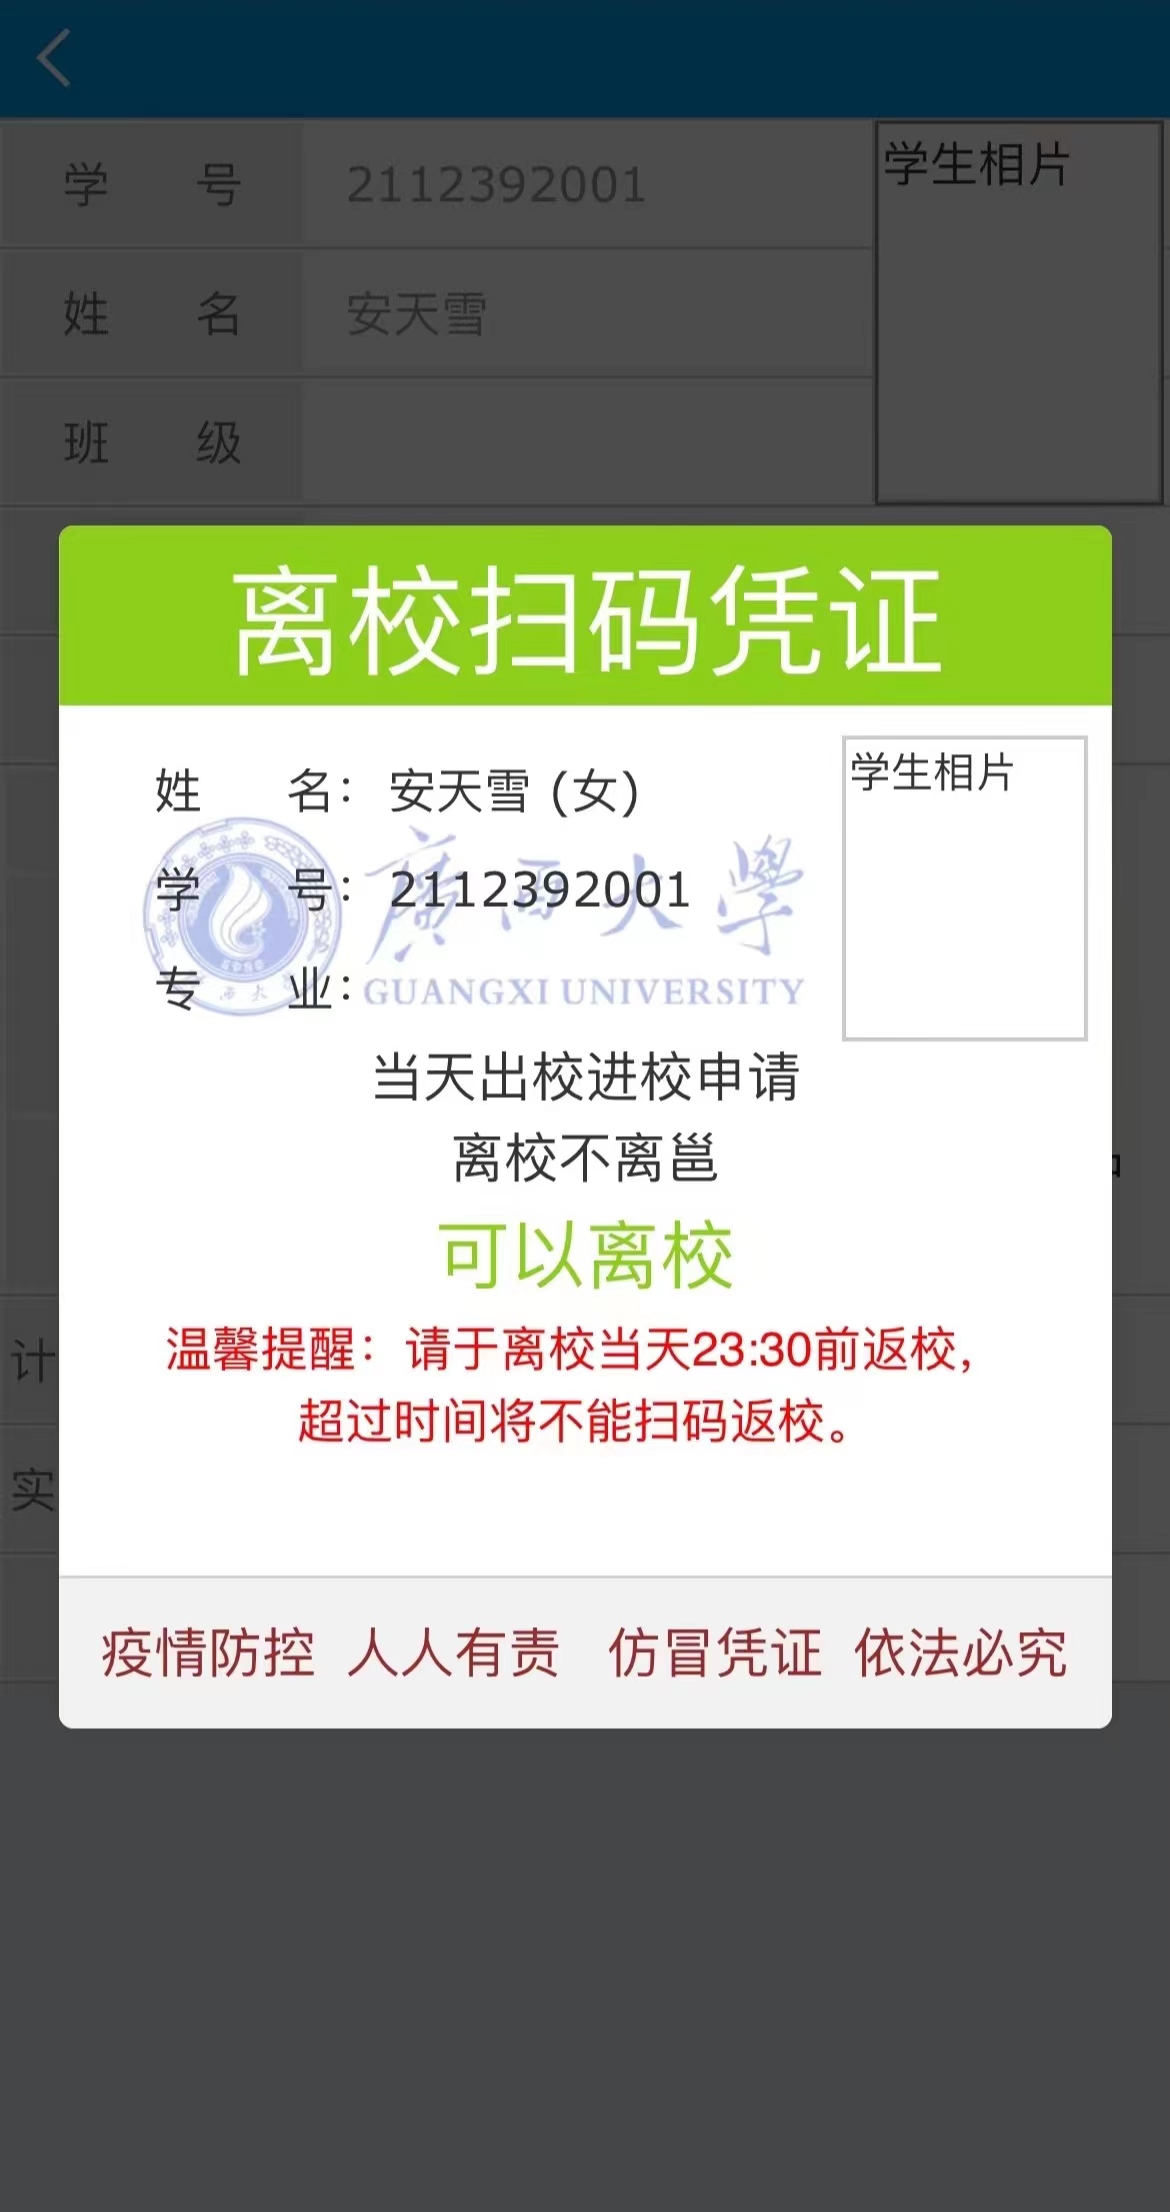 学 号 2112392001
学生相片
姓 名 安天雪
班 级
离校扫码凭证
姓 名： 安天雪 (女)
学生相片
学 号： 2112392001
廣西大學
专 业：
GUANGXI UNIVERSITY
当天出校进校申请
离校不离邕
可以离校
温馨提醒：请于离校当天23:30前返校，
超过时间将不能扫码返校。
计
实
疫情防控 人人有责 仿冒凭证 依法必究